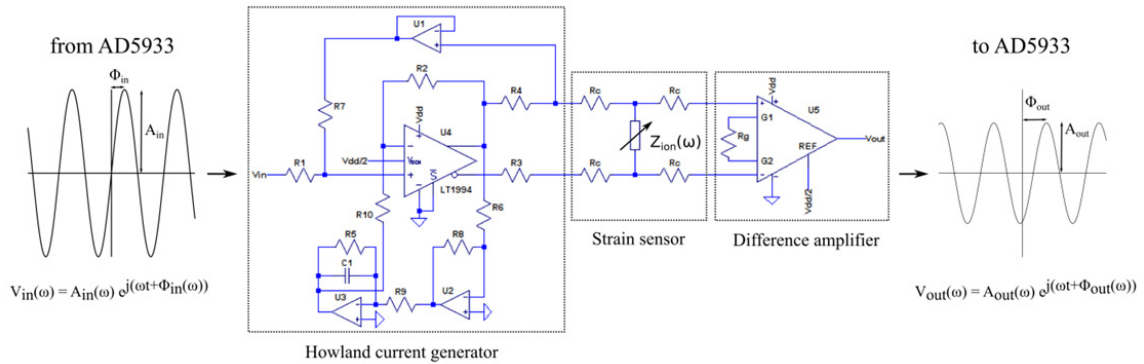 from AD5933
Φin
Ain
Vin(ω) = Ain(ω) ej(ωt+Φin(ω))
U1
R2
R7
Vdd
U4
R4
R1
Vin
Vdd/2
LT1994
R3
R10
R6
R5
C1
R8
U3
R9
U2
Howland current generator
Rc
Rc
Zion(ω)
Rc
Rc
Strain sensor
Vdd
U5
G1
Rg
G2
REF
Vout
Vdd/2
Difference amplifier
to AD5933
Φout
Aout
Vout(ω) = Aout(ω) ej(ωt+Φout(ω))